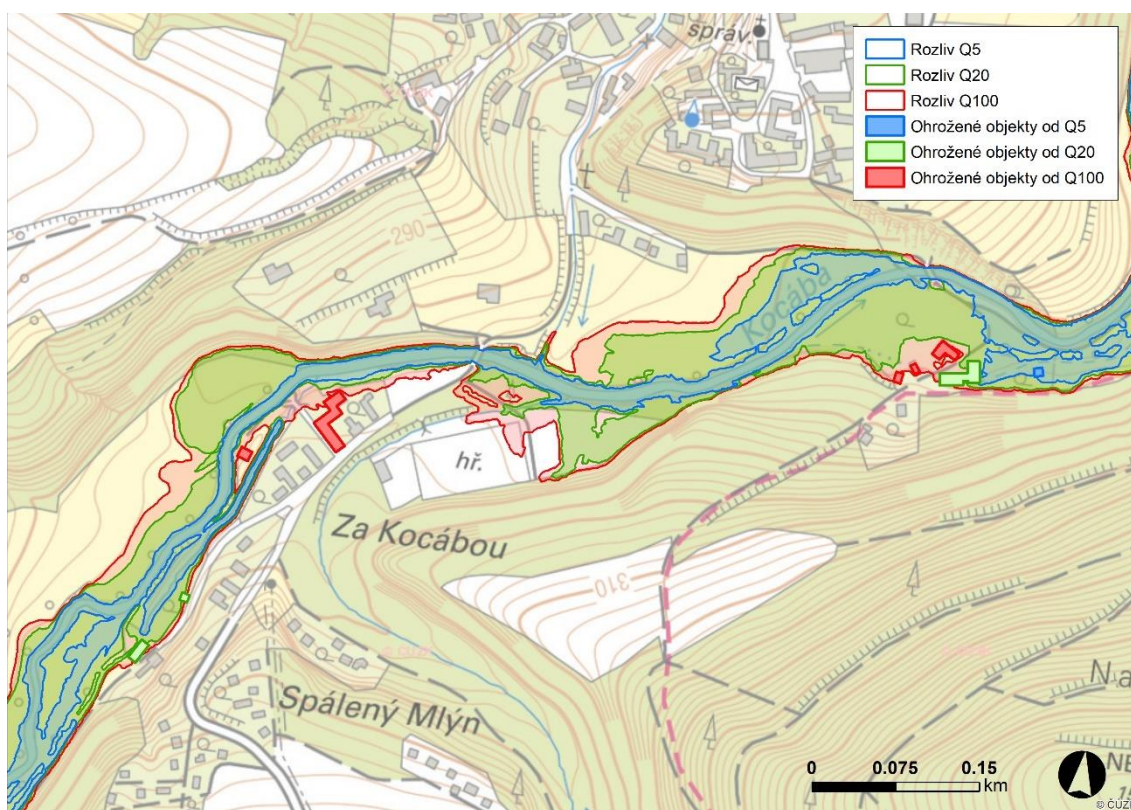 správ.
Rozliv Q5
Rozliv Q20
Rozliv Q100
Ohrožené objekty od Q5
Ohrožené objekty od Q20
Ohrožené objekty od Q100
290
Kocába
hř.
Za Kocábou
310
Spálený Mlýn
Na
0 0.075 0.15
km
© ČÚZK